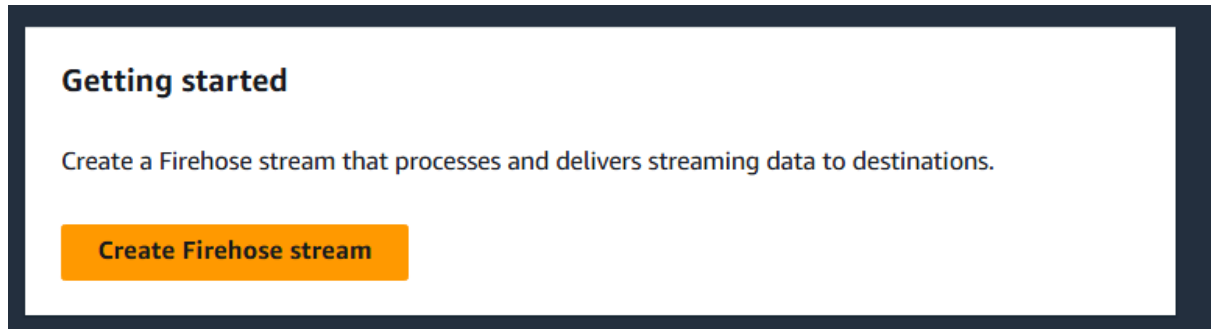 Getting started
Create a Firehose stream that processes and delivers streaming data to destinations.
Create Firehose stream